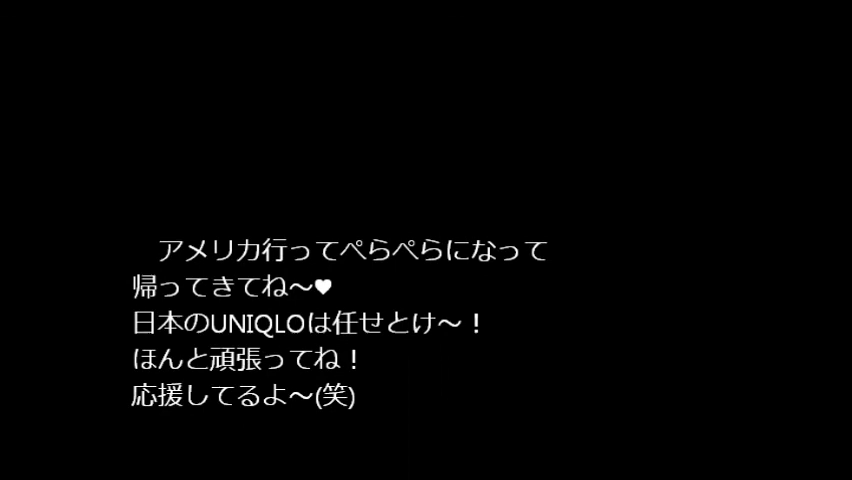 アメリカ行ってぺらぺらになって
帰ってきてね～♥
日本のUNIQLOは任せとけ～！
ほんと頑張ってね！
応援してるよ～(笑)